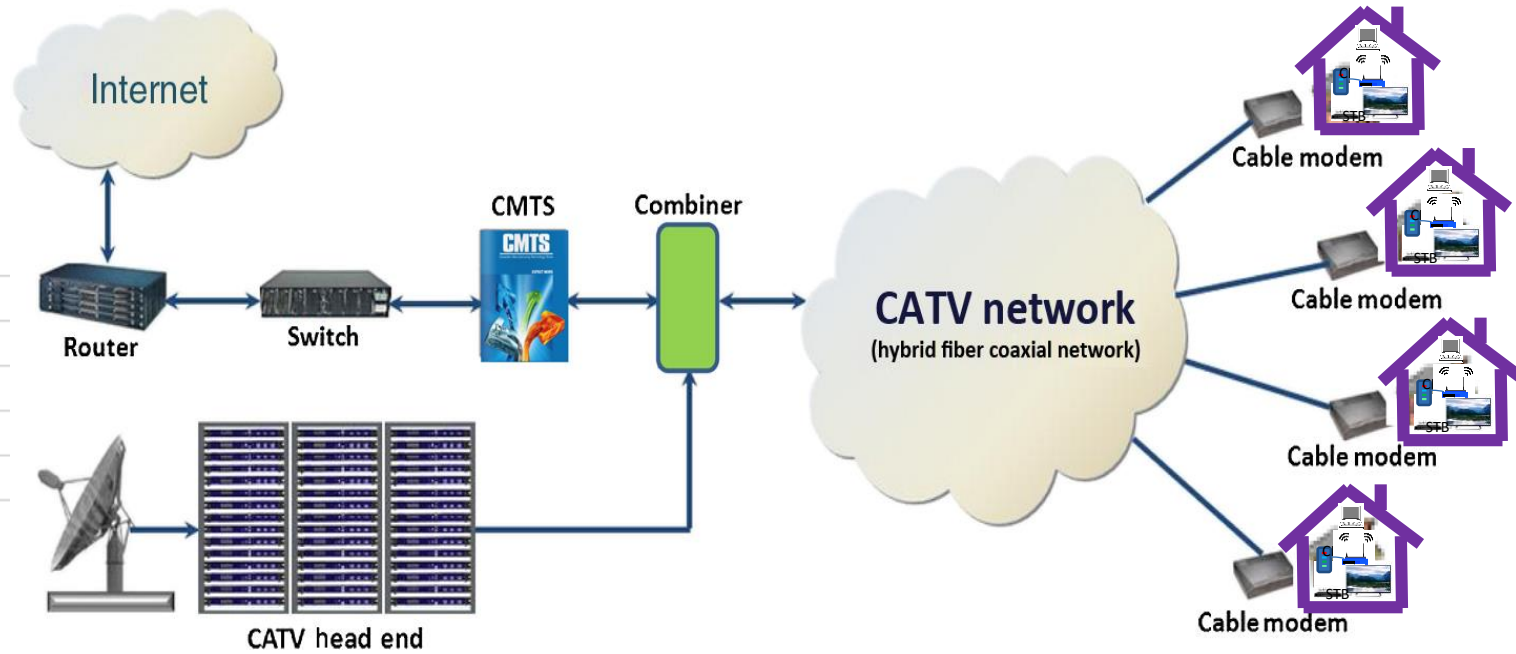 Internet
Router
Switch
CMTS
CMTS
Combiner
CATV network
(hybrid fiber coaxial network)
CATV head end
Cable modem
STB
Cable modem
STB
Cable modem
STB
Cable modem
STB